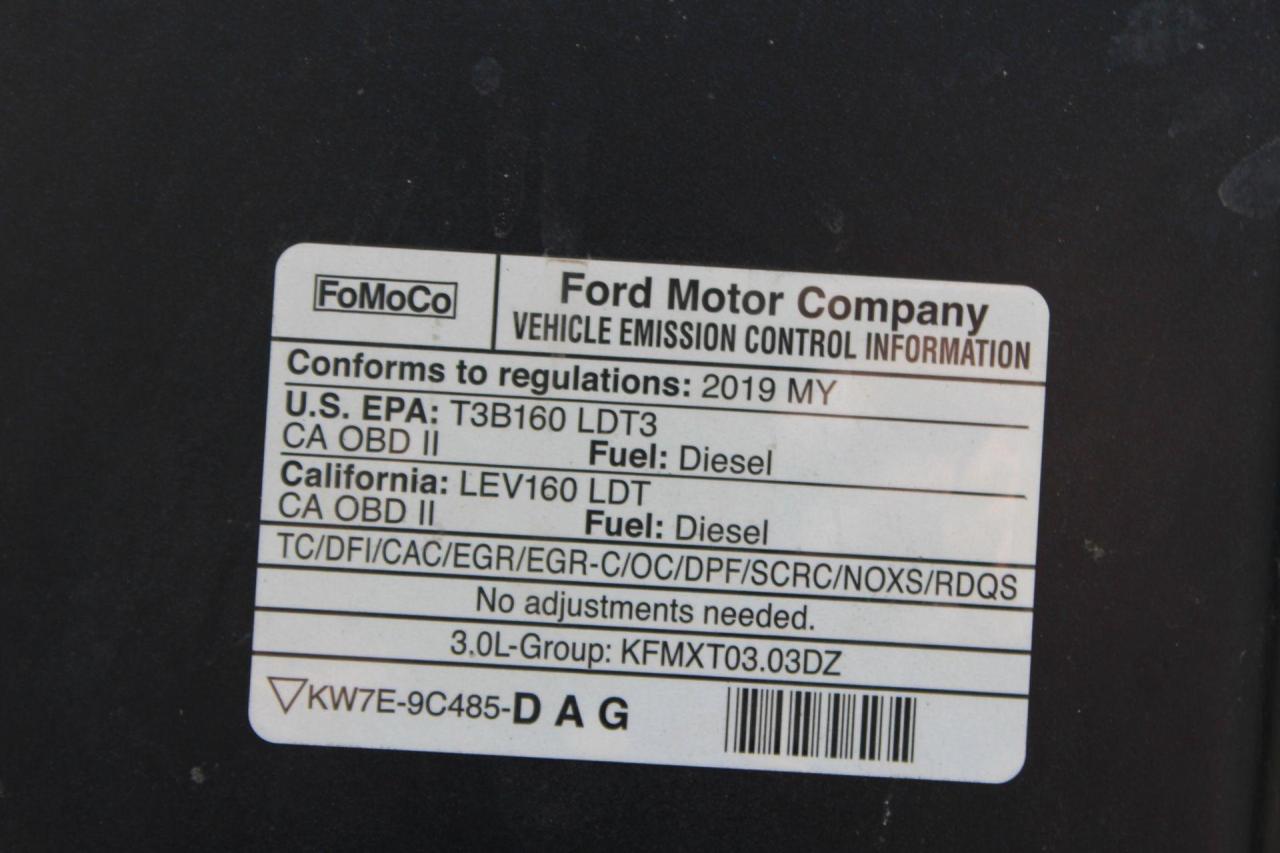 FoMoCo
Ford Motor Company
VEHICLE EMISSION CONTROL INFORMATION
Conforms to regulations: 2019 MY
U.S. EPA: T3B160 LDT3
CA OBD II Fuel: Diesel
California: LEV160 LDT
CA OBD II Fuel: Diesel
TC/DFI/CAC/EGR/EGR-C/OC/DPF/SCRC/NOXS/RDQS
No adjustments needed.
3.0L-Group: KFMXT03.03DZ
KW7E-9C485-D A G